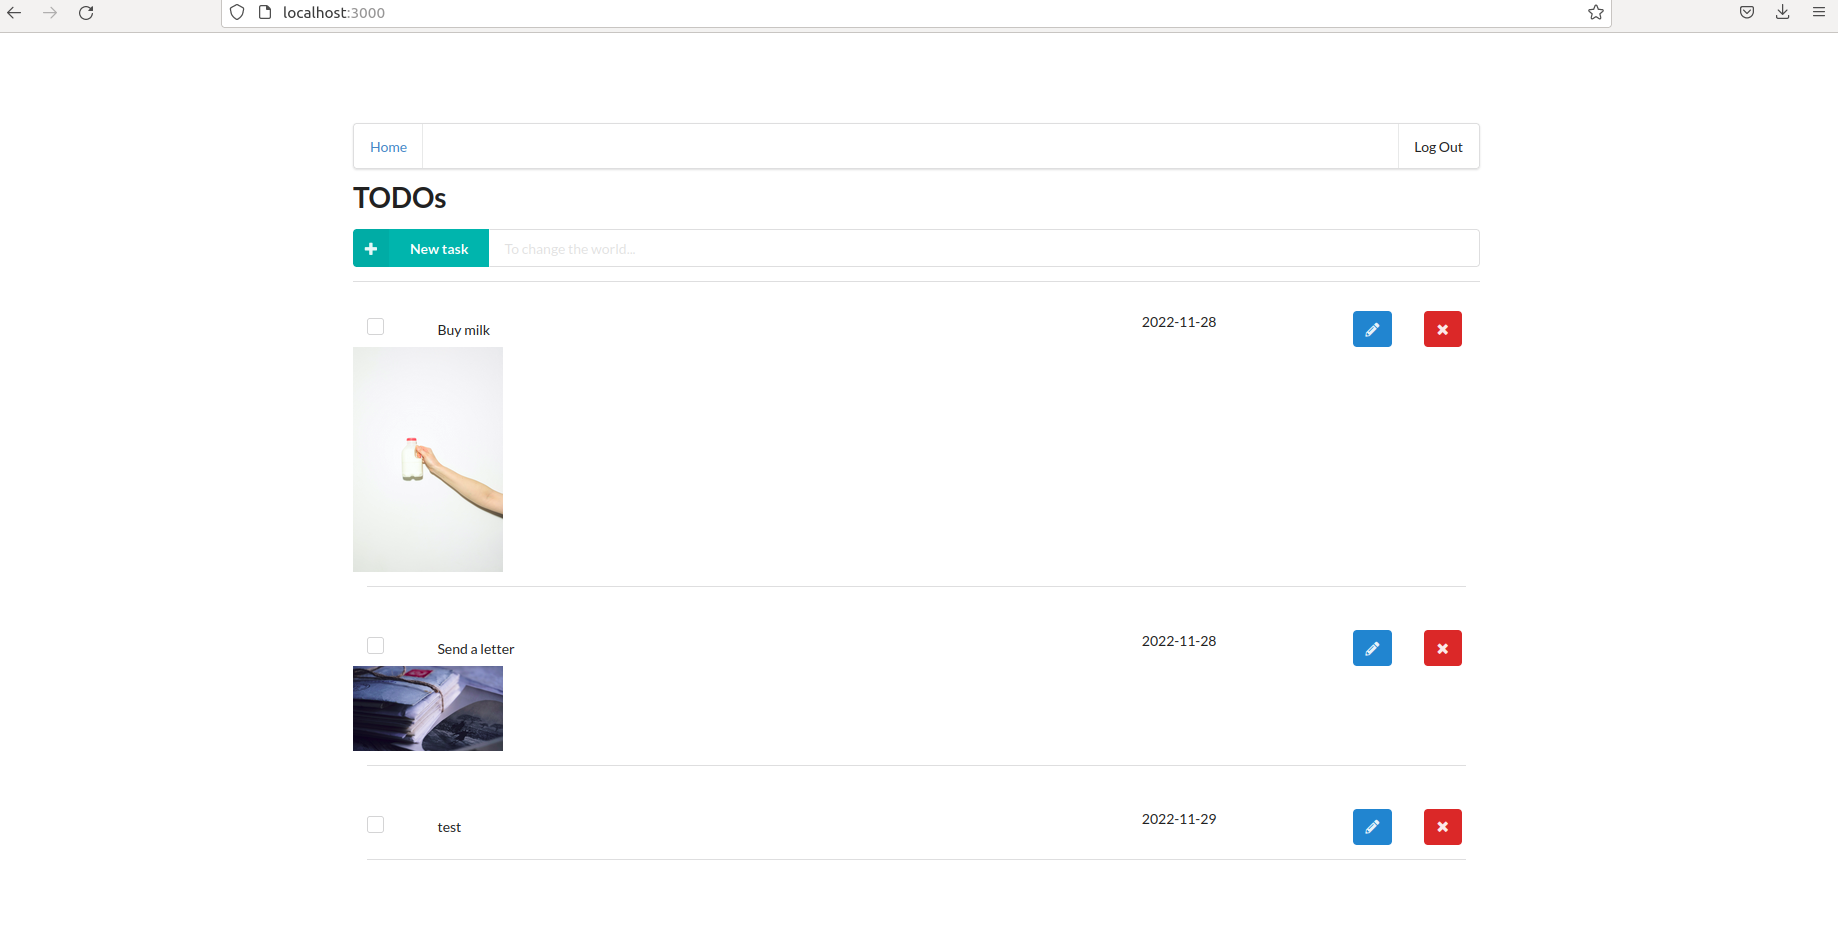 localhost:3000
Home
Log Out
TODOs
New task
To change the world...
Buy milk
2022-11-28
Send a letter
2022-11-28
test
2022-11-29